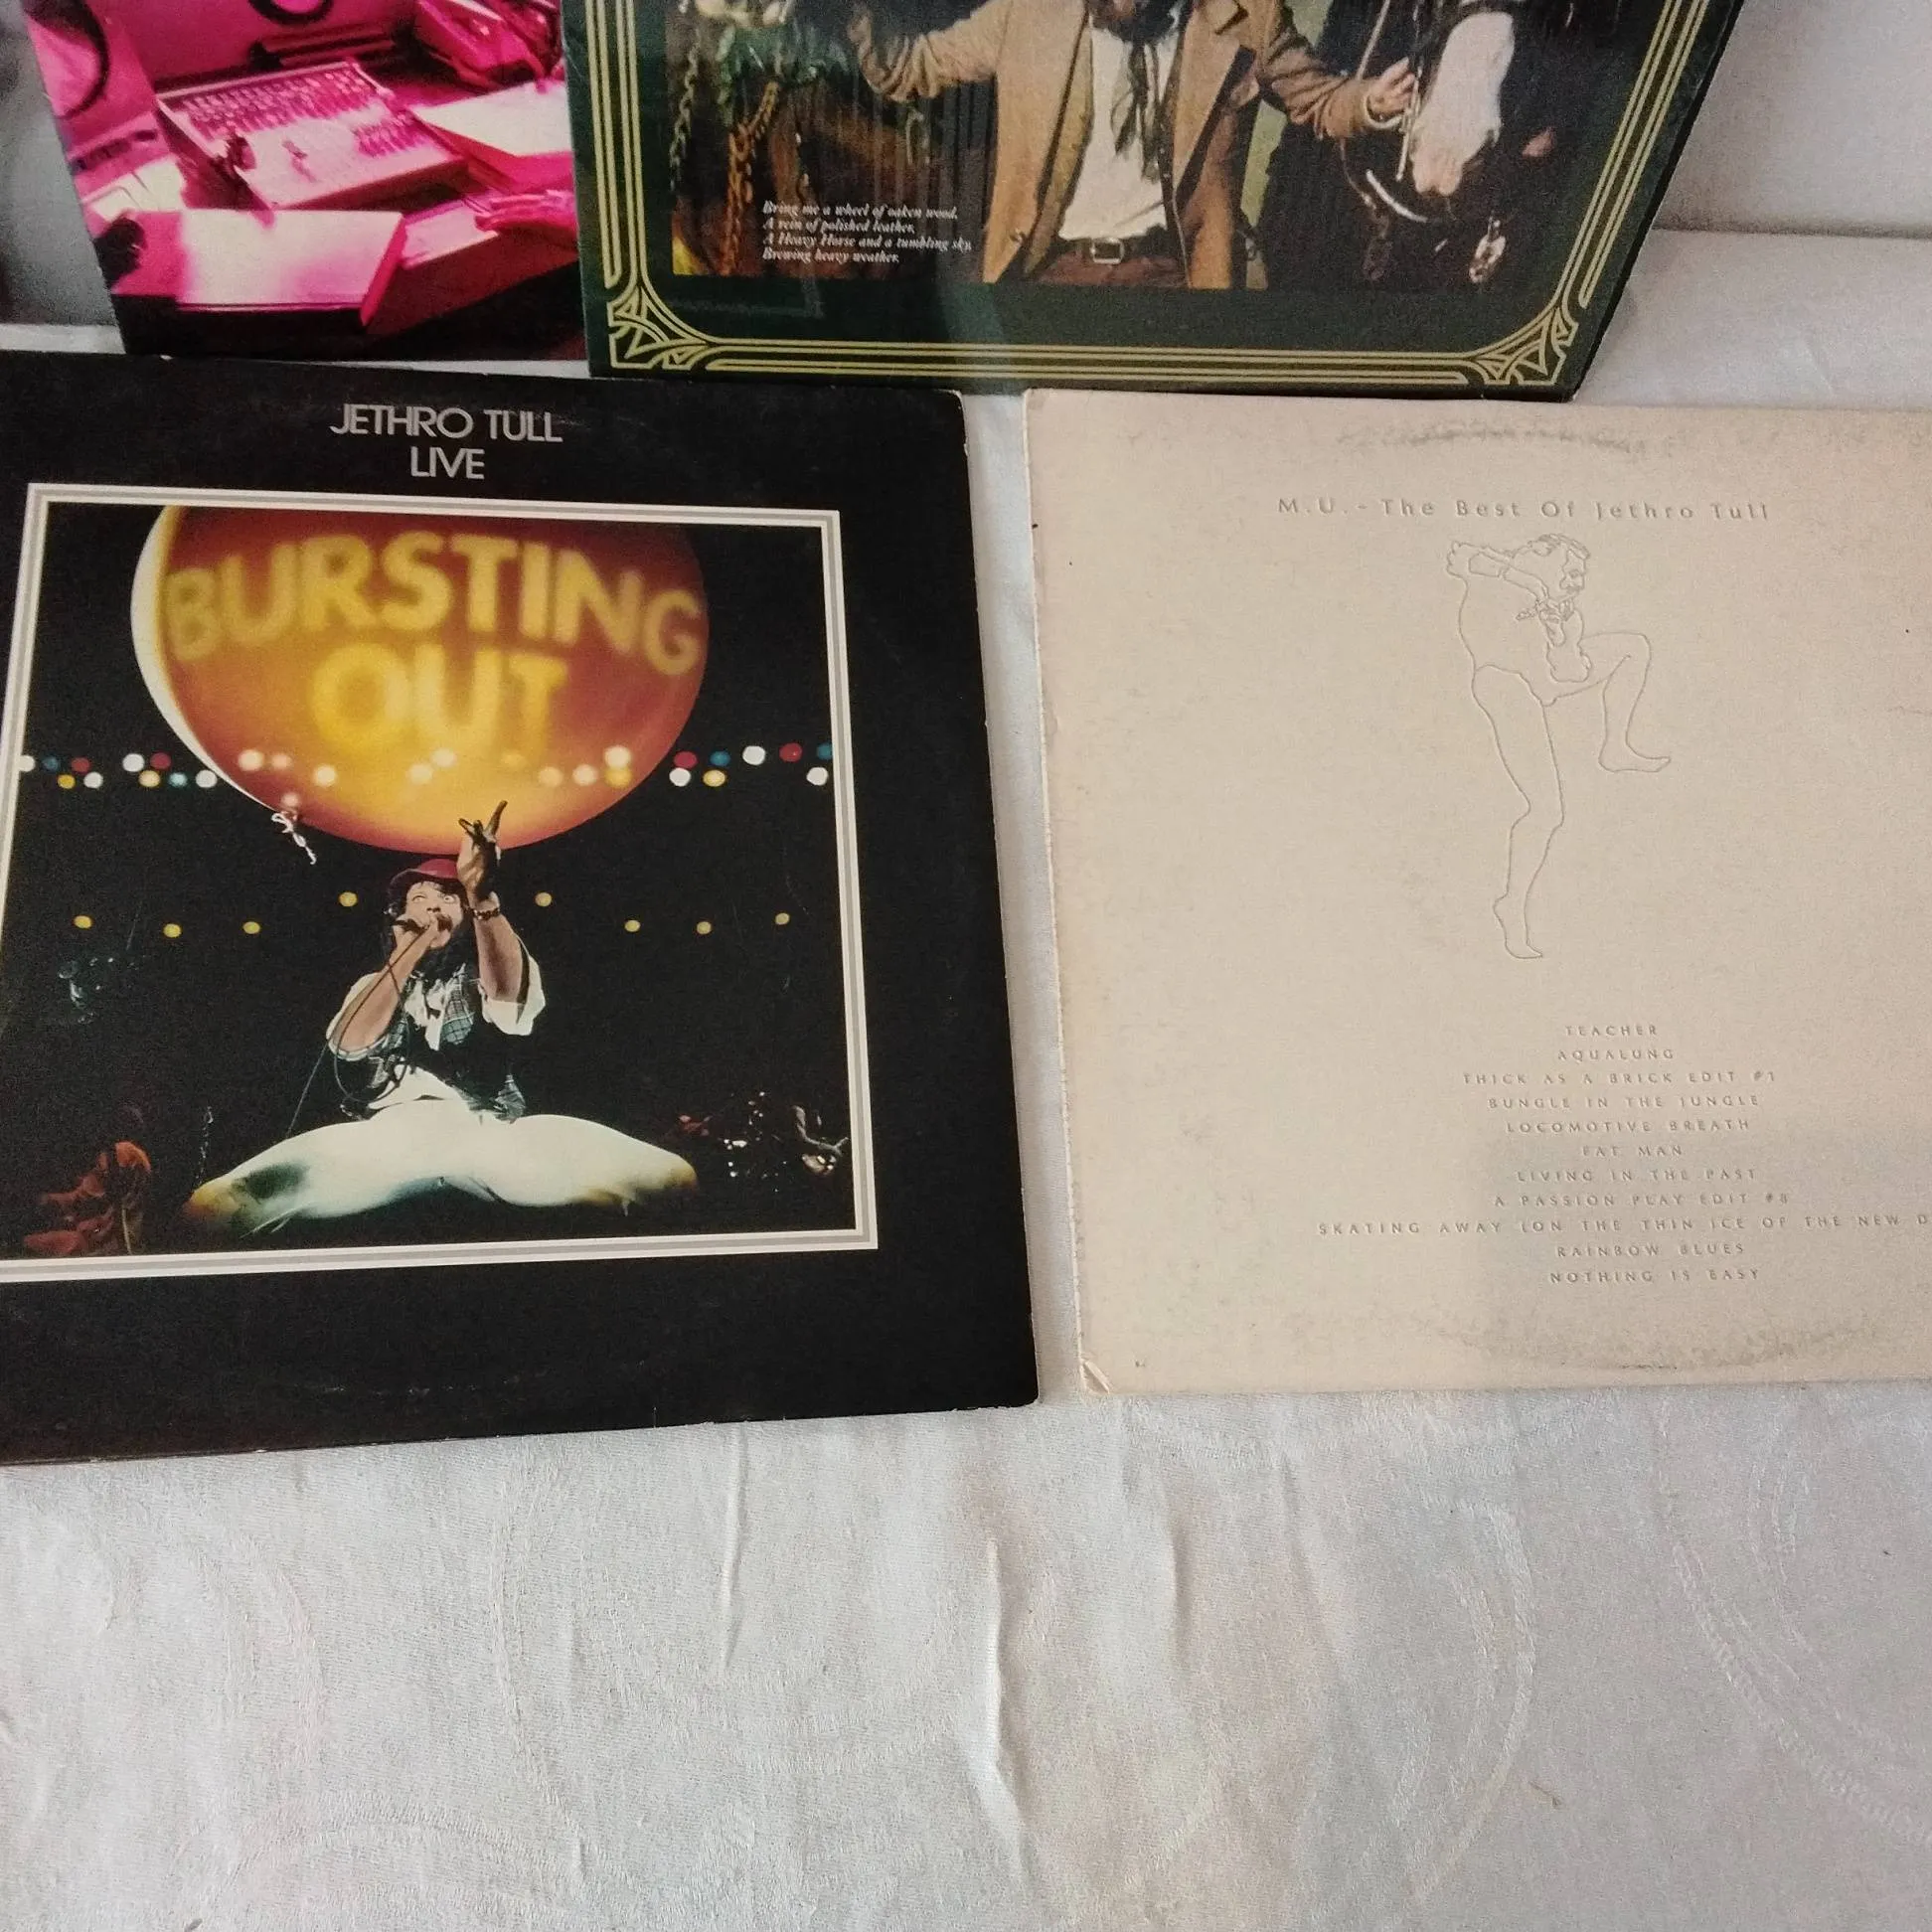 Bring me a wheel of oaken wood,
A rein of polished leather,
A Heavy Horse and a tumbling sky,
Brewing heavy weather.
JETHRO TULL
LIVE
BURSTING
OUT
M.U. - The Best Of Jethro Tull
TEACHER
AQUALUNG
THICK AS A BRICK EDIT #1
BUNGLE IN THE JUNGLE
LOCOMOTIVE BREATH
FAT MAN
LIVING IN THE PAST
A PASSION PLAY EDIT #8
SKATING AWAY (ON THE THIN ICE OF THE NEW D
RAINBOW BLUES
NOTHING IS EASY